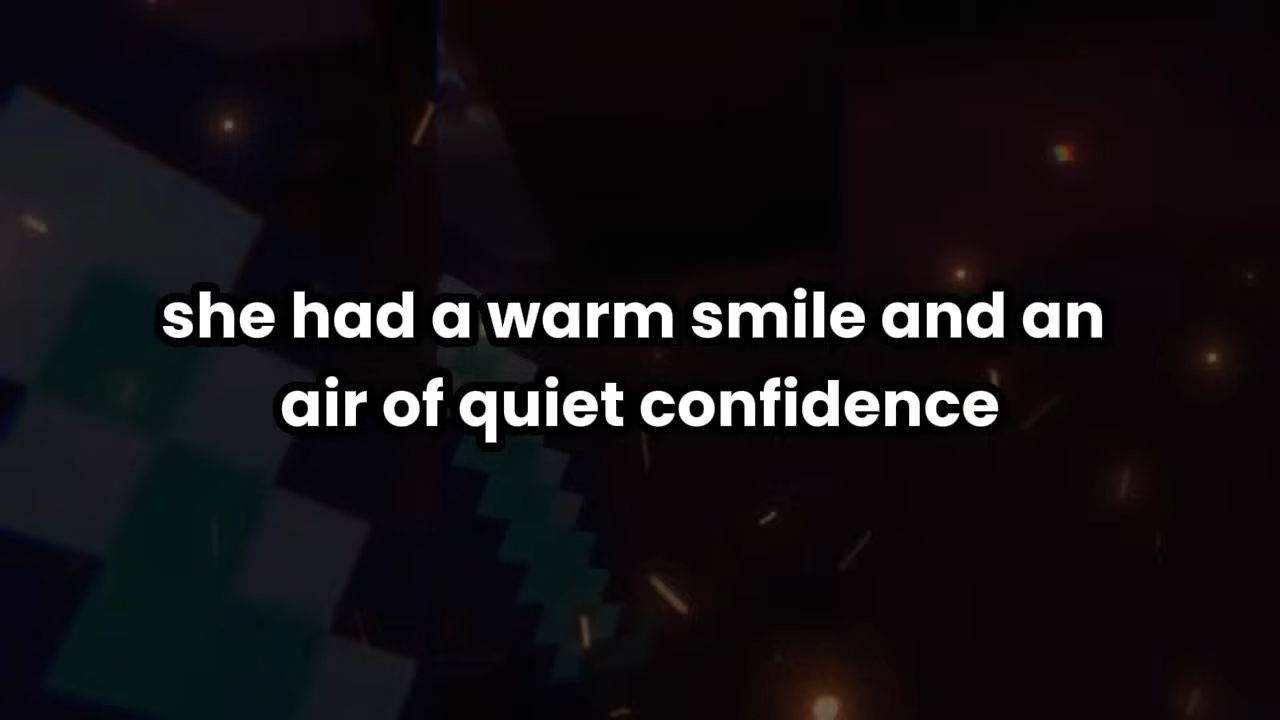 she had a warm smile and an
air of quiet confidence